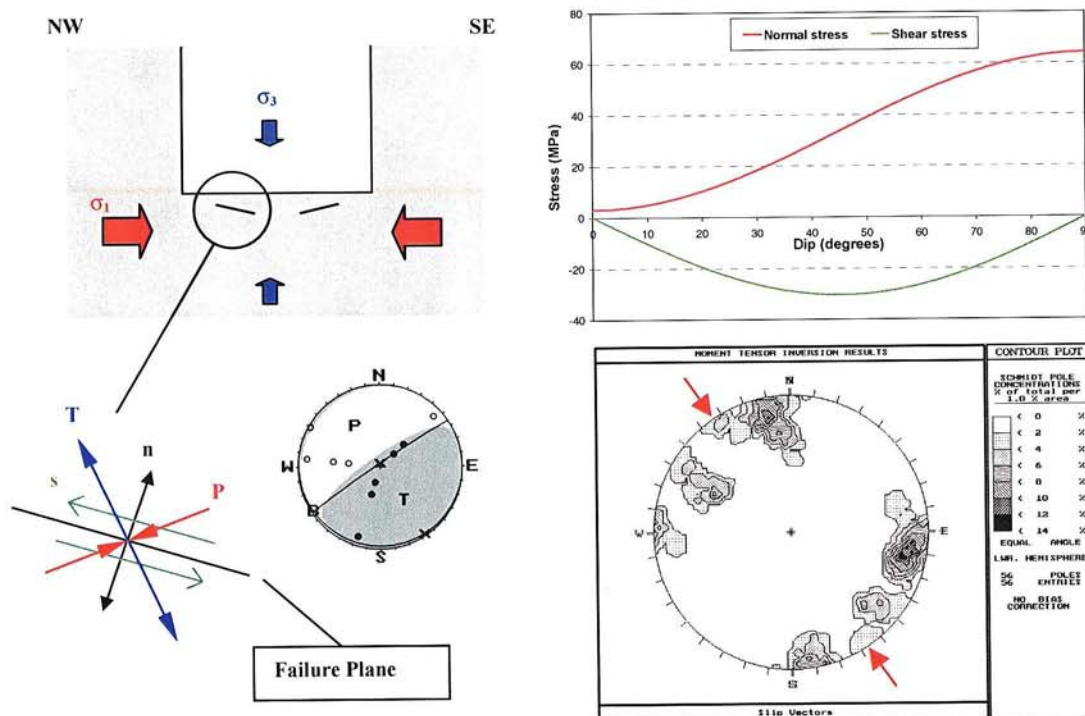 NW
SE
σ3
σ1
T
n
s
P
Failure Plane
N
P
W
E
T
B
S
80
60
40
20
0
-20
-40
Stress (MPa)
Normal stress
Shear stress
0
10
20
30
40
50
60
70
80
9
Dip (degrees)
MOMENT TENSOR INVERSION RESULTS
N
W
E
S
Slip Vectors
CONTOUR PLOT
SCHMIDT POLE
CONCENTRATIONS
% of total per
1.0 % area
< 0 %
< 2 %
< 4 %
< 6 %
< 8 %
< 10 %
< 12 %
< 14 %
EQUAL ANGLE
LWR. HEMISPHERE
56 POLES
56 ENTRIES
NO BIAS
CORRECTION